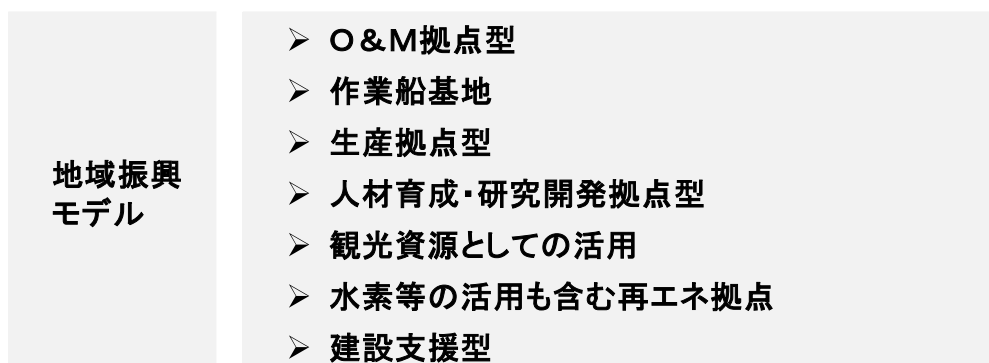 地域振興
モデル
➢ O&M拠点型
➢ 作業船基地
➢ 生産拠点型
➢ 人材育成・研究開発拠点型
➢ 観光資源としての活用
➢ 水素等の活用も含む再エネ拠点
➢ 建設支援型